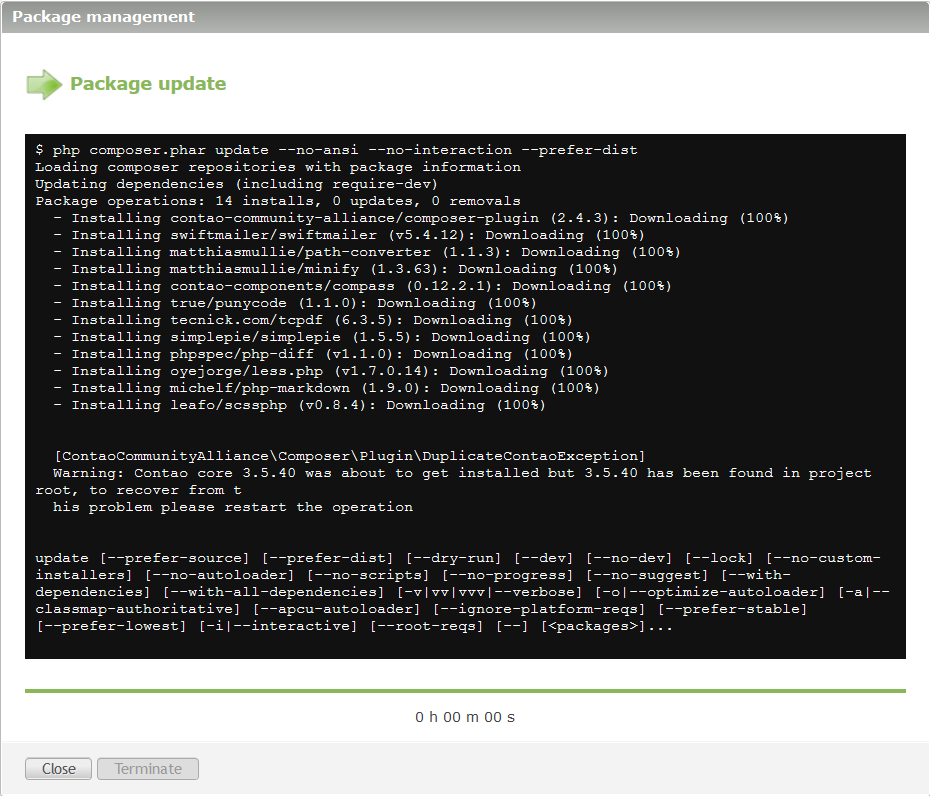 Package management
Package update
$ php composer.phar update --no-ansi --no-interaction --prefer-dist
Loading composer repositories with package information
Updating dependencies (including require-dev)
Package operations: 14 installs, 0 updates, 0 removals
  - Installing contao-community-alliance/composer-plugin (2.4.3): Downloading (100%)
  - Installing swiftmailer/swiftmailer (v5.4.12): Downloading (100%)
  - Installing matthiasmullie/path-converter (1.1.3): Downloading (100%)
  - Installing matthiasmullie/minify (1.3.63): Downloading (100%)
  - Installing contao-components/compass (0.12.2.1): Downloading (100%)
  - Installing true/punycode (1.1.0): Downloading (100%)
  - Installing tecnick.com/tcpdf (6.3.5): Downloading (100%)
  - Installing simplepie/simplepie (1.5.5): Downloading (100%)
  - Installing phpspec/php-diff (v1.1.0): Downloading (100%)
  - Installing oyejorge/less.php (v1.7.0.14): Downloading (100%)
  - Installing michelf/php-markdown (1.9.0): Downloading (100%)
  - Installing leafo/scssphp (v0.8.4): Downloading (100%)
  [ContaoCommunityAlliance\Composer\Plugin\DuplicateContaoException]
  Warning: Contao core 3.5.40 was about to get installed but 3.5.40 has been found in project
root, to recover from t
  his problem please restart the operation
update [--prefer-source] [--prefer-dist] [--dry-run] [--dev] [--no-dev] [--lock] [--no-custom-
installers] [--no-autoloader] [--no-scripts] [--no-progress] [--no-suggest] [--with-
dependencies] [--with-all-dependencies] [-v|vv|vvv|--verbose] [-o|--optimize-autoloader] [-a|--
classmap-authoritative] [--apcu-autoloader] [--ignore-platform-reqs] [--prefer-stable]
[--prefer-lowest] [-i|--interactive] [--root-reqs] [--] [<packages>]...
0 h 00 m 00 s
Close
Terminate